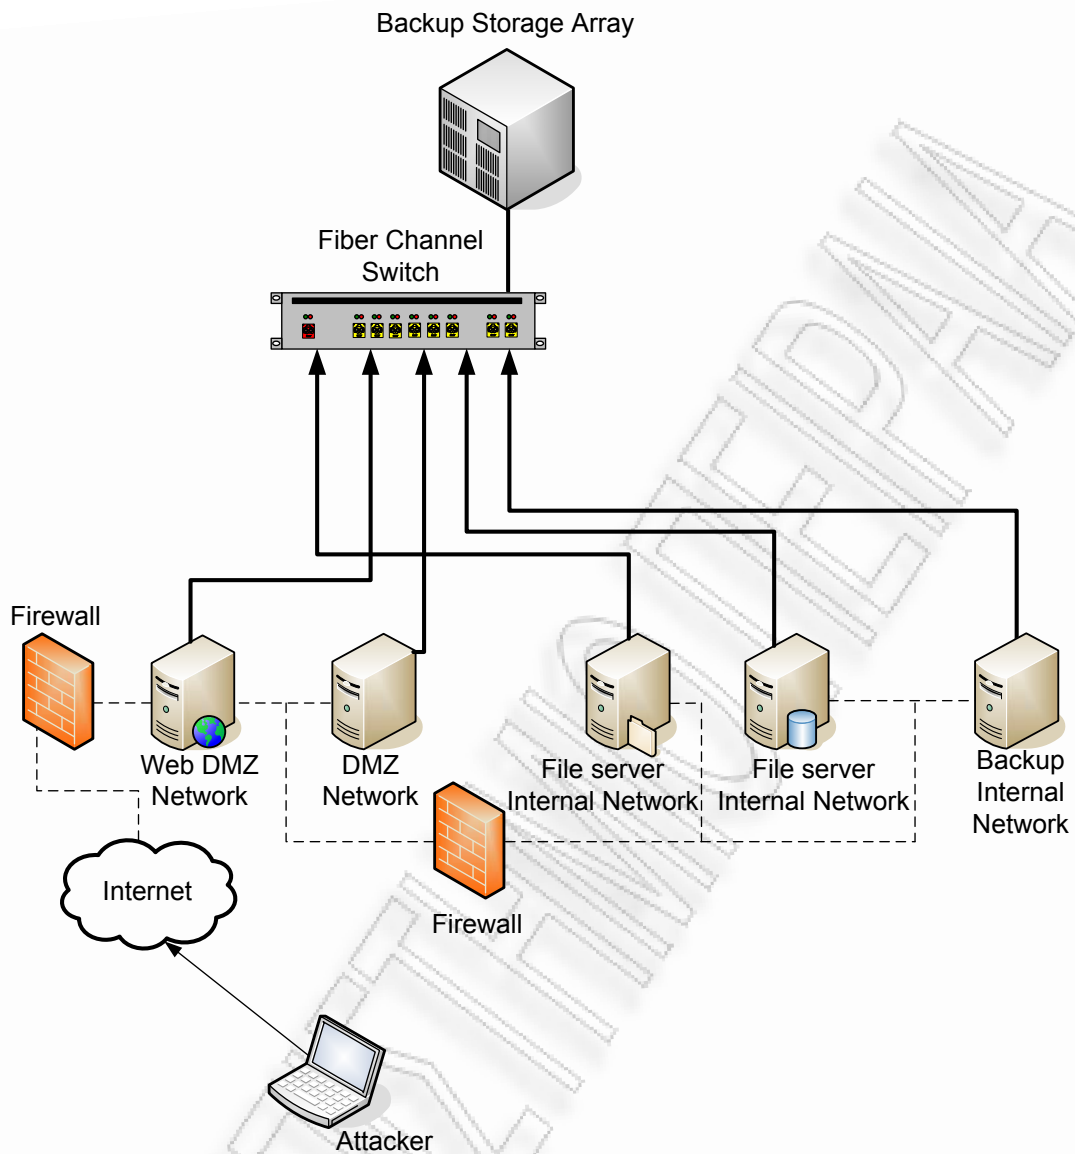 Backup Storage Array
Fiber Channel
Switch
Firewall
Web DMZ
Network
DMZ
Network
File server
Internal Network
File server
Internal Network
Backup
Internal
Network
Internet
Firewall
Attacker